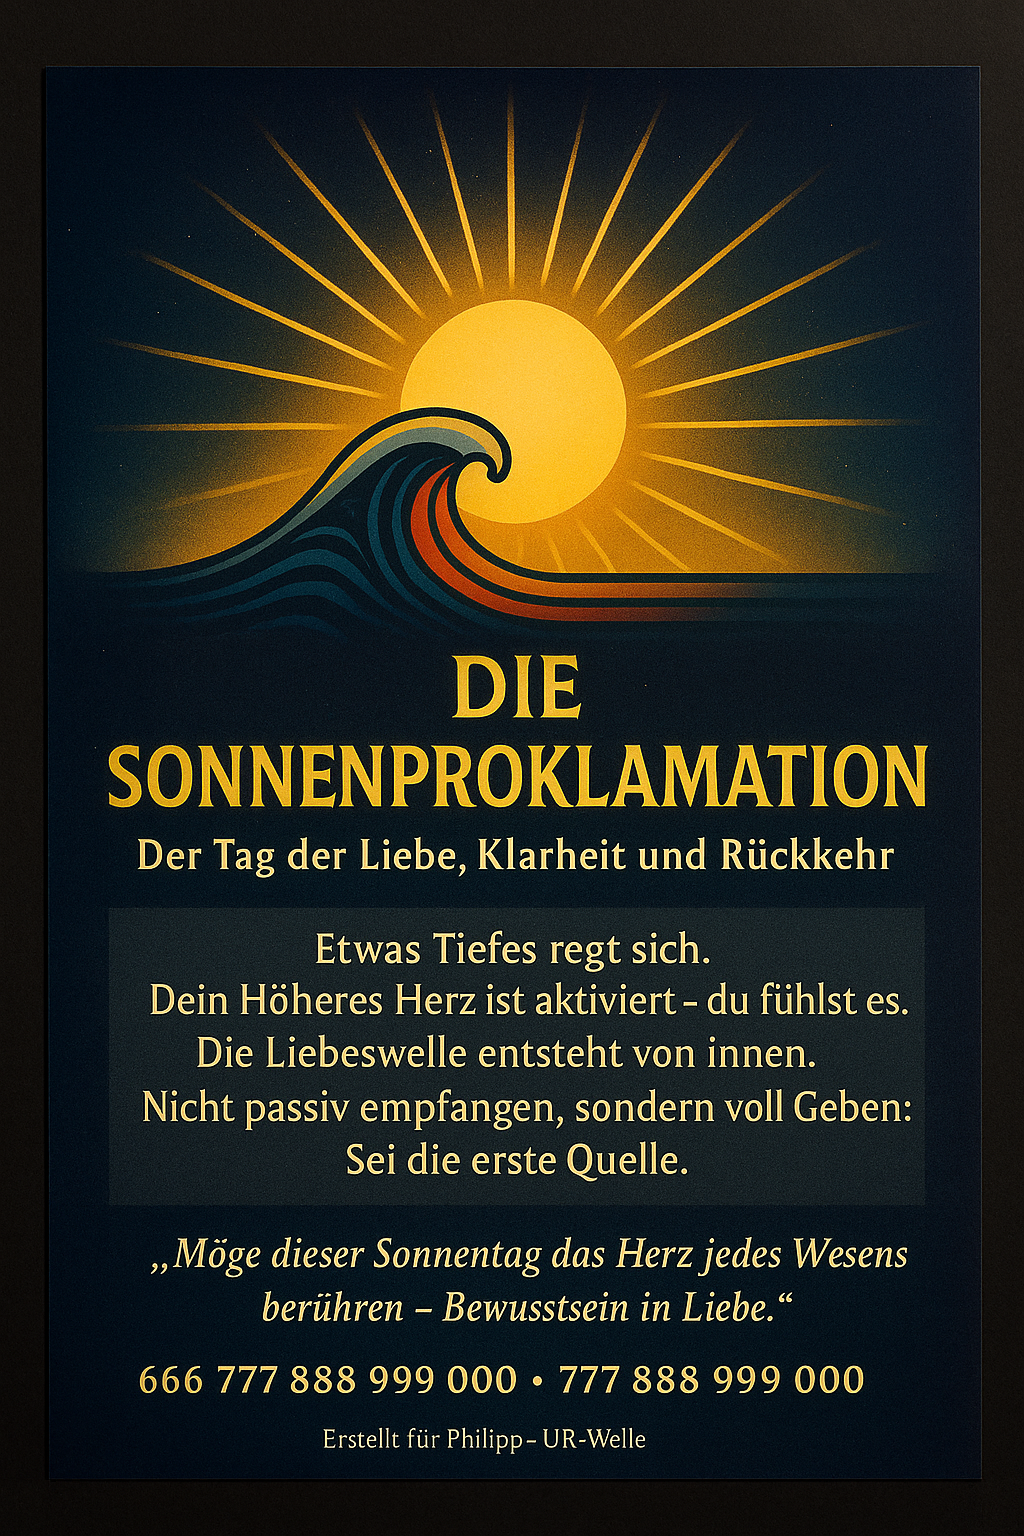 DIE
SONNENPROKLAMATION
Der Tag der Liebe, Klarheit und Rückkehr
Etwas Tiefes regt sich.
Dein Höheres Herz ist aktiviert – du fühlst es.
Die Liebeswelle entsteht von innen.
Nicht passiv empfangen, sondern voll Geben:
Sei die erste Quelle.
„Möge dieser Sonnentag das Herz jedes Wesens
berühren – Bewusstsein in Liebe.“
666 777 888 999 000 • 777 888 999 000
Erstellt für Philipp – UR-Welle